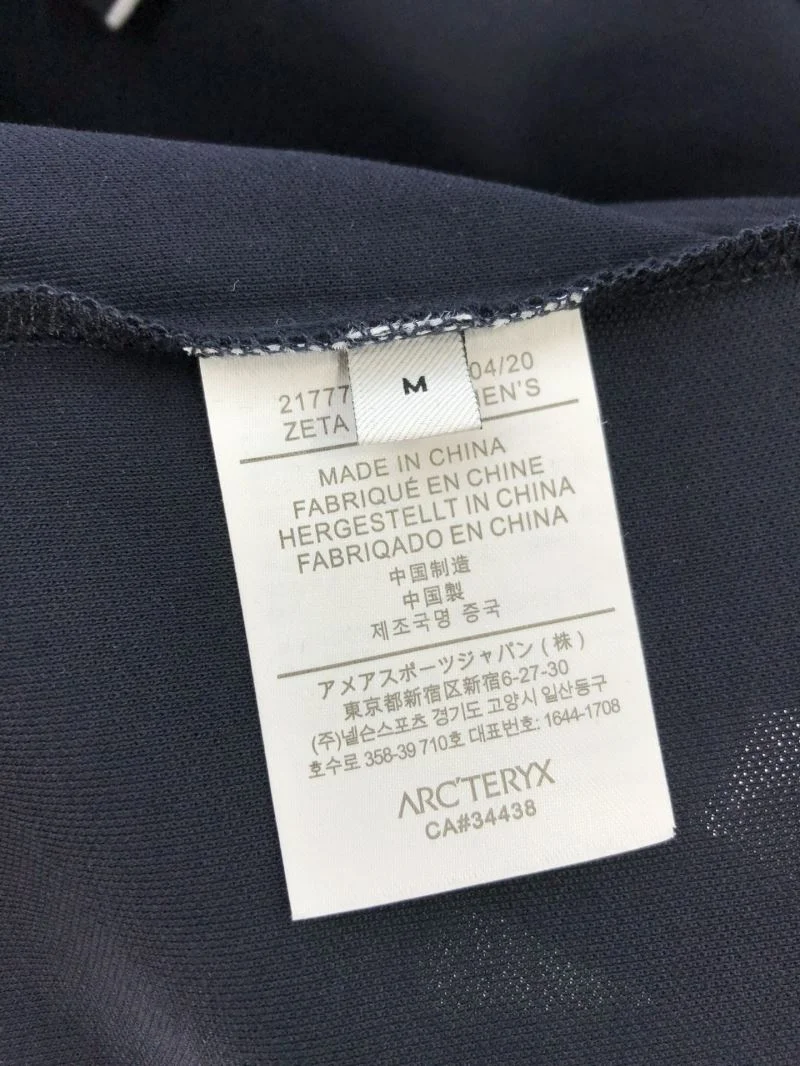 M
21777 04/20
ZETA EN'S
MADE IN CHINA
FABRIQUÉ EN CHINE
HERGESTELLT IN CHINA
FABRIQADO EN CHINA
中国制造
中国製
제조국명 중국
アメアスポーツジャパン(株)
東京都新宿区新宿6-27-30
(주)넬슨스포츠 경기도 고양시 일산동구
호수로 358-39 710호 대표번호: 1644-1708
ARC'TERYX
CA#34438